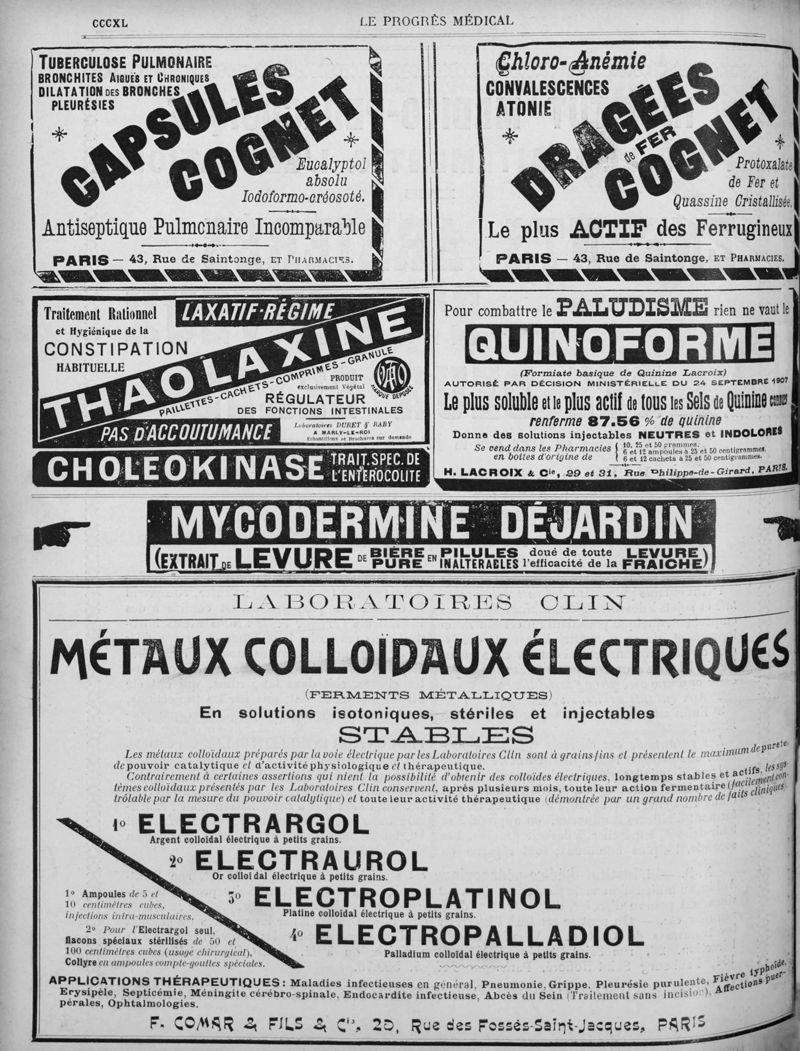 CCCXL
LE PROGRÈS MÉDICAL
TUBERCULOSE PULMONAIRE
BRONCHITES AIGUËS ET CHRONIQUES
DILATATION DES BRONCHES
PLEURÉSIES
CAPSULES
COGNET
Eucalyptol
absolu
Iodoformo-créosoté.
Antiseptique Pulmonaire Incomparable
PARIS — 43, Rue de Saintonge, ET PHARMACIES.
Chloro-Anémie
CONVALESCENCES
ATONIE
DRAGÉES
de FER
COGNET
Protoxalate
de Fer et
Quassine Cristallisée.
Le plus ACTIF des Ferrugineux
PARIS — 43, Rue de Saintonge, ET PHARMACIES.
Traitement Rationnel
et Hygiénique de la
CONSTIPATION
HABITUELLE
LAXATIF-RÉGIME
THAOLAXINE
PAILLETTES-CACHETS-COMPRIMES-GRANULE
PRODUIT
exclusivement Végétal
MARQUE DÉPOSÉE
RÉGULATEUR
DES FONCTIONS INTESTINALES
PAS D'ACCOUTUMANCE
Laboratoires DURET & RABY
A MARLY-LE-ROI
Echantillons et Brochures sur demande
CHOLEOKINASE TRAIT. SPEC. DE
L'ENTEROCOLITE
Pour combattre le PALUDISME rien ne vaut le
QUINOFORME
(Formiate basique de Quinine Lacroix)
AUTORISÉ PAR DÉCISION MINISTÉRIELLE DU 24 SEPTEMBRE 1907
Le plus soluble et le plus actif de tous les Sels de Quinine connus
renferme 87.56 % de quinine
Donne des solutions injectables NEUTRES et INDOLORES
Se vend dans les Pharmacies
en boîtes d'origine de
10, 25 et 50 grammes.
6 et 12 ampoules à 25 et 50 centigrammes.
6 et 12 cachets à 25 et 50 centigrammes.
H. LACROIX & Cie, 29 et 31, Rue Philippe-de-Girard, PARIS.
MYCODERMINE DÉJARDIN
(EXTRAIT DE LEVURE DE BIÈRE PURE EN PILULES INALTERABLES doué de toute l'efficacité de la LEVURE FRAICHE)
LABORATOIRES CLIN
MÉTAUX COLLOÏDAUX ÉLECTRIQUES
(FERMENTS MÉTALLIQUES)
En solutions isotoniques, stériles et injectables
STABLES
Les métaux colloïdaux préparés par la voie électrique par les Laboratoires Clin sont à grains fins et présentent le maximum de pureté,
de pouvoir catalytique et d'activité physiologique et thérapeutique.
Contrairement à certaines assertions qui nient la possibilité d'obtenir des colloïdes électriques, longtemps stables et actifs, les sys-
tèmes colloïdaux présentés par les Laboratoires Clin conservent, après plusieurs mois, toute leur action fermentaire (facilement con-
trôlable par la mesure du pouvoir catalytique) et toute leur activité thérapeutique (démontrée par un grand nombre de faits cliniques)
1º ELECTRARGOL
Argent colloïdal électrique à petits grains.
2º ELECTRAUROL
Or colloïdal électrique à petits grains.
3º ELECTROPLATINOL
Platine colloïdal électrique à petits grains.
4º ELECTROPALLADIOL
Palladium colloïdal électrique à petits grains.
1º Ampoules de 5 et
10 centimètres cubes,
injections intra-musculaires.
2º Pour l'Electrargol seul.
flacons spéciaux stérilisés de 50 et
100 centimètres cubes (usage chirurgical),
Collyre en ampoules compte-gouttes spéciales.
APPLICATIONS THÉRAPEUTIQUES : Maladies infectieuses en général, Pneumonie, Grippe, Pleurésie purulente, Fièvre typhoïde,
Erysipèle, Septicémie, Méningite cérébro-spinale, Endocardite infectieuse, Abcès du Sein (Traitement sans incision), Affections puer-
pérales, Ophtalmologies.
F. COMAR & FILS & Cie, 20, Rue des Fossés-Saint-Jacques, PARIS